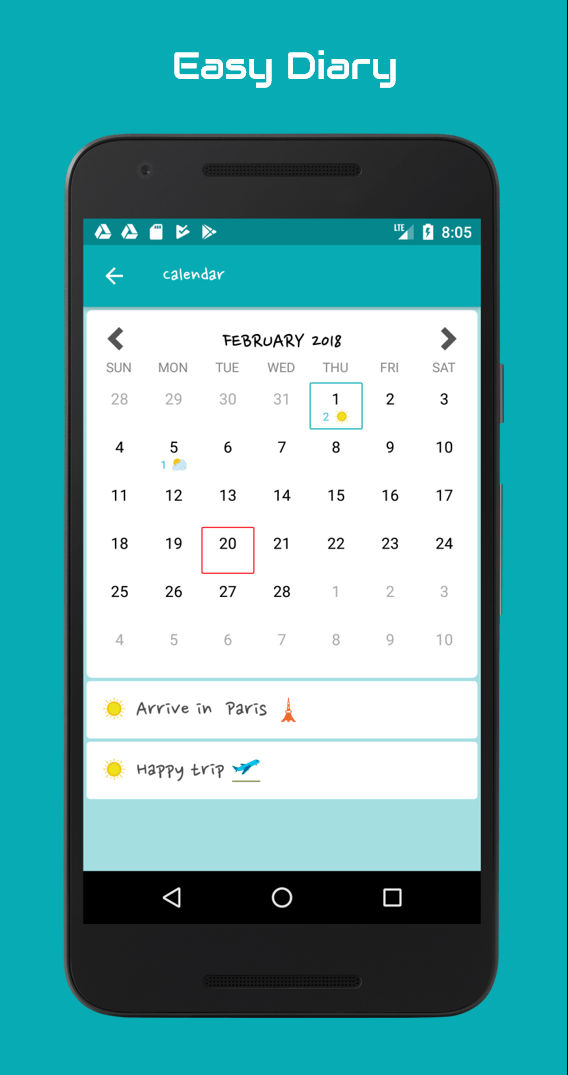 Easy Diary
LTE 8:05
Calendar
FEBRUARY 2018
SUN MON TUE WED THU FRI SAT
28 29 30 31 1 2 3
2
4 5 6 7 8 9 10
1
11 12 13 14 15 16 17
18 19 20 21 22 23 24
25 26 27 28 1 2 3
4 5 6 7 8 9 10
Arrive in Paris
Happy trip